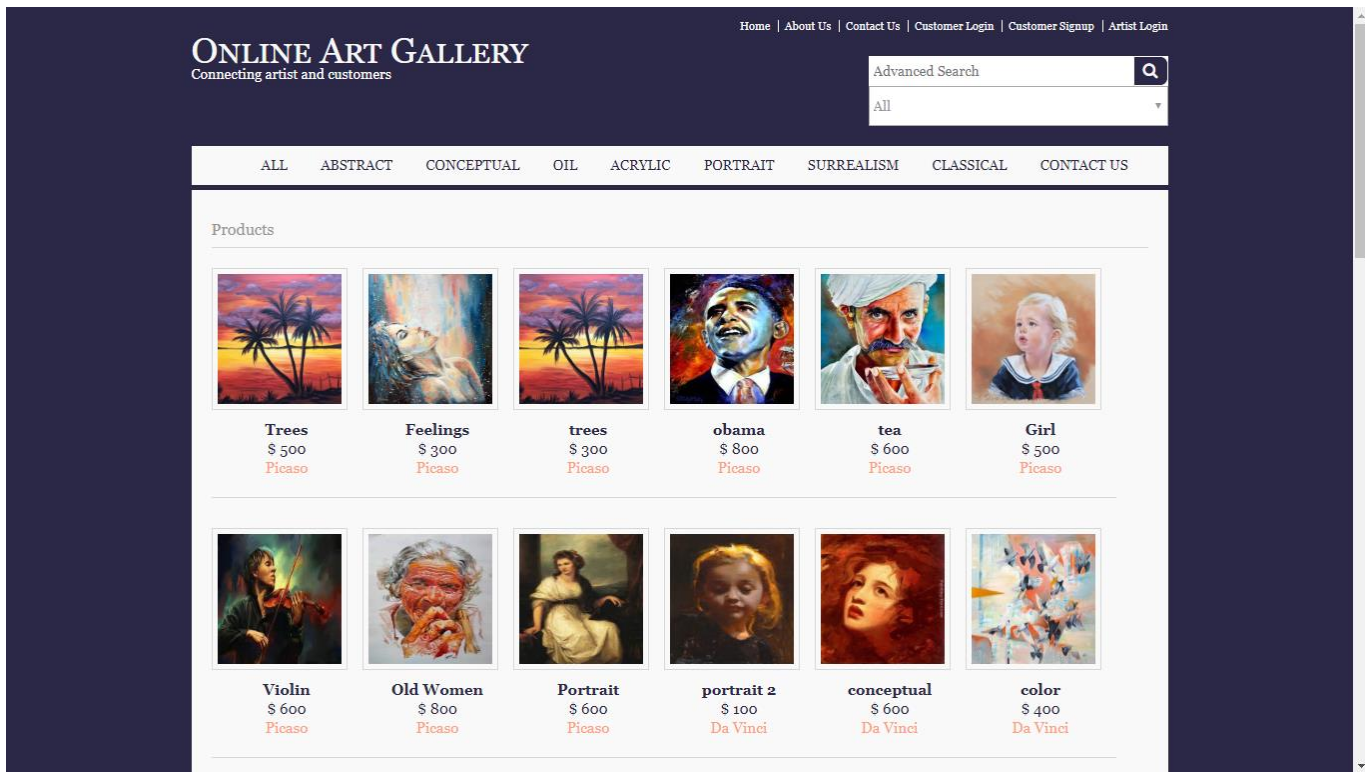 Home | About Us | Contact Us | Customer Login | Customer Signup | Artist Login
ONLINE ART GALLERY
Connecting artist and customers
Advanced Search
All
ALL ABSTRACT CONCEPTUAL OIL ACRYLIC PORTRAIT SURREALISM CLASSICAL CONTACT US
Products
Trees Feelings trees obama tea Girl
$ 500 $ 300 $ 300 $ 800 $ 600 $ 500
Picaso Picaso Picaso Picaso Picaso Picaso
Violin Old Women Portrait portrait 2 conceptual color
$ 600 $ 800 $ 600 $ 100 $ 600 $ 400
Picaso Picaso Picaso Da Vinci Da Vinci Da Vinci